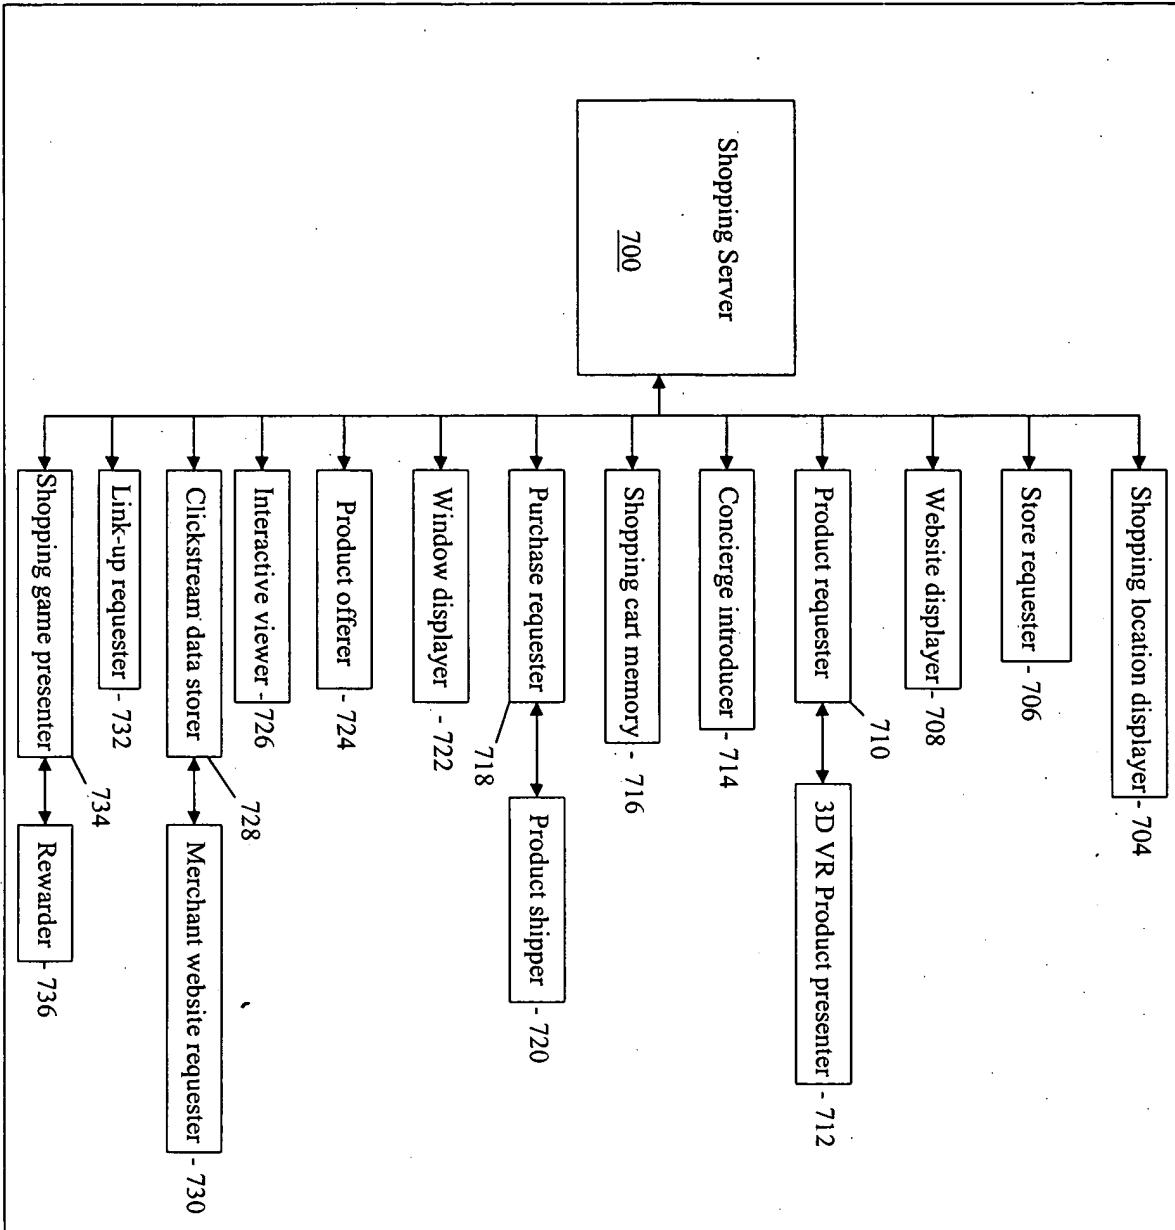 Shopping Server
700
Shopping location displayer - 704
Store requester - 706
Website displayer - 708
Product requester
710
3D VR Product presenter - 712
Concierge introducer - 714
Shopping cart memory - 716
Purchase requester
718
Product shipper - 720
Window displayer - 722
Product offerer - 724
Interactive viewer - 726
Clickstream data storer
728
Merchant website requester - 730
Link-up requester - 732
Shopping game presenter
734
Rewarder - 736